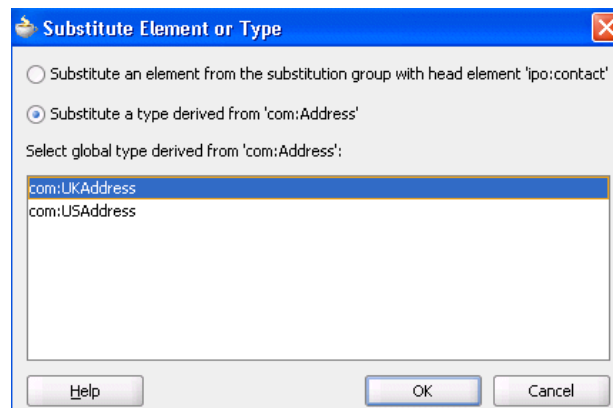 Substitute Element or Type
Substitute an element from the substitution group with head element 'ipo:contact'
Substitute a type derived from 'com:Address'
Select global type derived from 'com:Address':
com:UKAddress
com:USAddress
Help
OK
Cancel